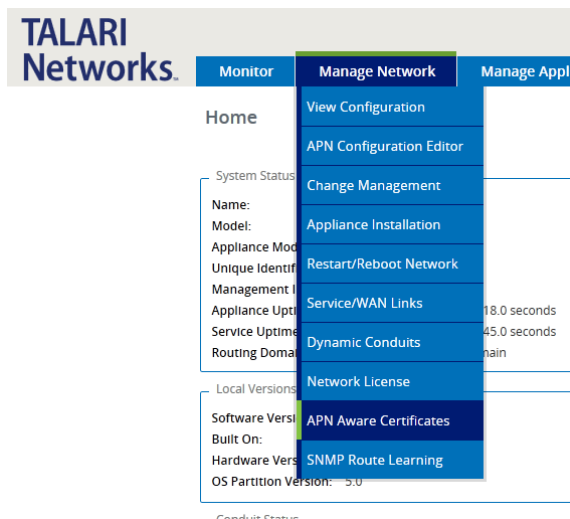 TALARI
Networks.
Monitor
Manage Network
Manage Appl
Home
View Configuration
APN Configuration Editor
Change Management
Appliance Installation
Restart/Reboot Network
Service/WAN Links
Dynamic Conduits
Network License
APN Aware Certificates
SNMP Route Learning
System Status
Name:
Model:
Appliance Mod
Unique Identif
Management I
Appliance Upti
18.0 seconds
Service Uptime
45.0 seconds
Routing Domai
main
Local Versions
Software Versi
Built On:
Hardware Vers
OS Partition Version: 5.0
Conduit Status